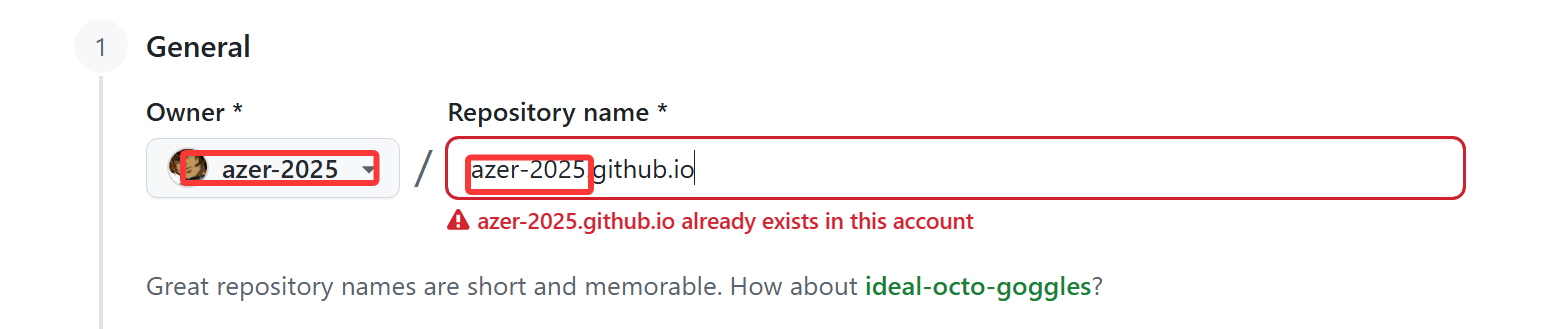 1 General
Owner * Repository name *
azer-2025 / azer-2025.github.io
azer-2025.github.io already exists in this account
Great repository names are short and memorable. How about ideal-octo-goggles?